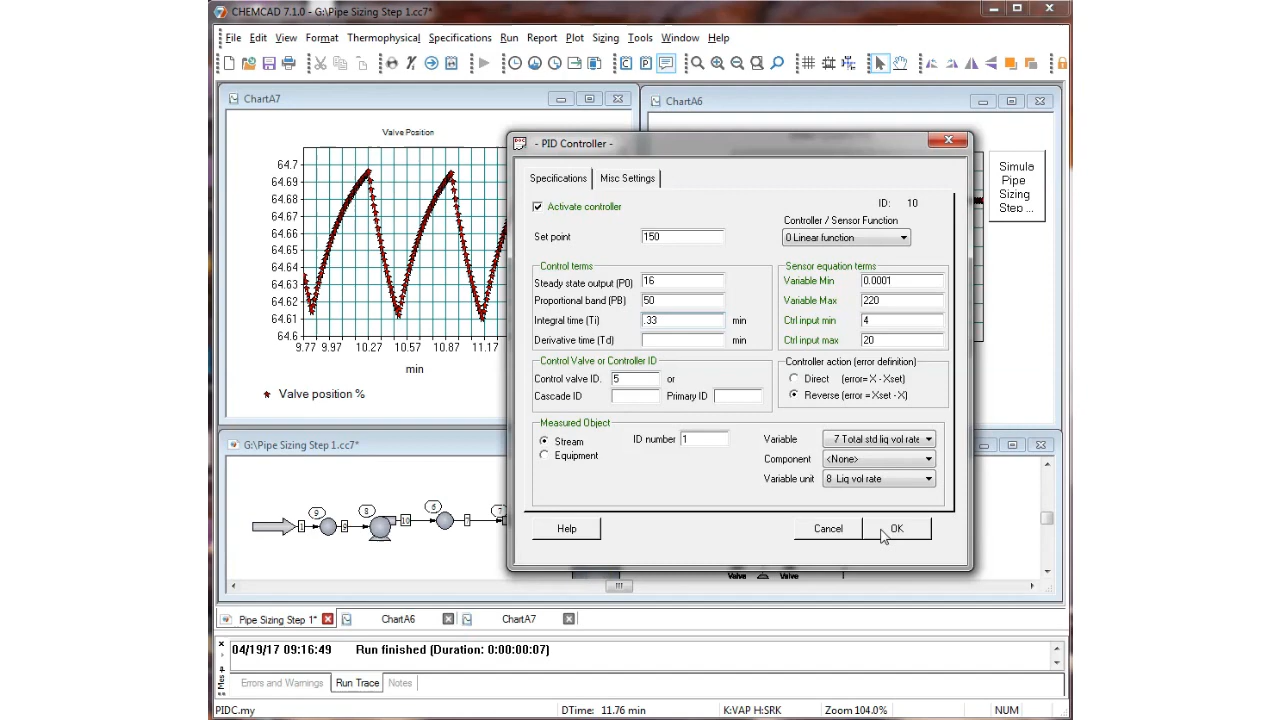 CHEMCAD 7.1.0 - G:\Pipe Sizing Step 1.cc7*
File Edit View Format Thermophysical Specifications Run Report Plot Sizing Tools Window Help
ChartA7
ChartA6
Valve Position
64.7
64.69
64.68
64.67
64.66
64.65
64.64
64.63
64.62
64.61
64.6
9.77 9.97 10.27 10.57 10.87 11.17
min
Valve position %
Simula
Pipe
Sizing
Step ...
- PID Controller -
Specifications Misc Settings
Activate controller
ID: 10
Controller / Sensor Function
Set point 150
0 Linear function
Control terms
Sensor equation terms
Steady state output (P0) 16
Variable Min 0.0001
Proportional band (PB) 50
Variable Max 220
Integral time (Ti) .33 min
Ctrl input min 4
Derivative time (Td) min
Ctrl input max 20
Control Valve or Controller ID
Controller action (error definition)
Control valve ID. 5 or
Direct (error= X - Xset)
Cascade ID Primary ID
Reverse (error = Xset - X)
Measured Object
Stream ID number 1
Variable 7 Total std liq vol rate
Equipment
Component <None>
Variable unit 8 Liq vol rate
Help Cancel OK
G:\Pipe Sizing Step 1.cc7*
1 9 8 10 6 7
Valve Valve
Pipe Sizing Step 1* ChartA6 ChartA7
04/19/17 09:16:49 Run finished (Duration: 0:00:00:07)
Errors and Warnings Run Trace Notes
PIDC.my DTime: 11.76 min K:VAP H:SRK Zoom 104.0% NUM